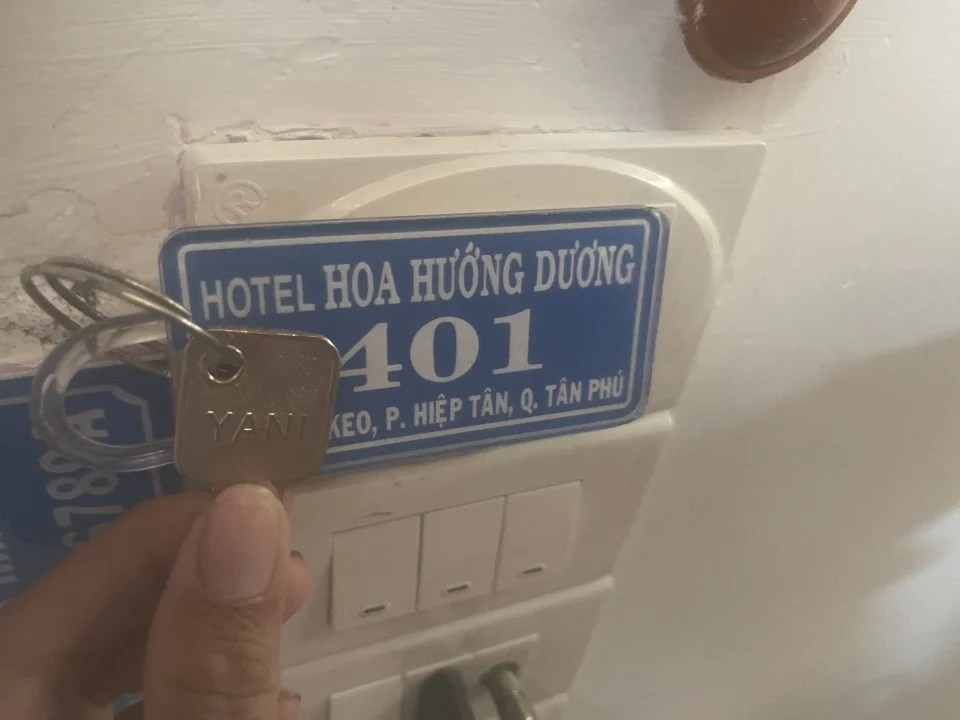 HOTEL HOA HƯỚNG DƯƠNG
401
KEO, P. HIỆP TÂN, Q. TÂN PHÚ
YANI